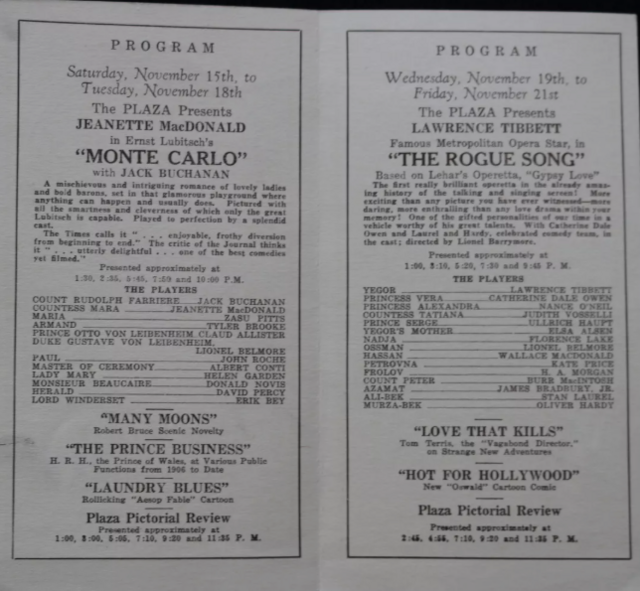 PROGRAM
Saturday, November 15th, to
Tuesday, November 18th
The PLAZA Presents
JEANETTE MacDONALD
in Ernst Lubitsch's
"MONTE CARLO"
with JACK BUCHANAN
A mischievous and intriguing romance of lovely ladies
and bold barons, set in that glamorous playground where
anything can happen and usually does. Pictured with
all the smartness and cleverness of which only the great
Lubitsch is capable. Played to perfection by a splendid
cast.
The Times calls it ". . . enjoyable, frothy diversion
from beginning to end." The critic of the Journal thinks
it ". . . utterly delightful . . . one of the best comedies
yet filmed."
Presented approximately at
1:30, 3:35, 5:45, 7:50 and 10:00 P.M.
THE PLAYERS
COUNT RUDOLPH FARRIERE JACK BUCHANAN
COUNTESS MARA JEANETTE MacDONALD
MARIA ZASU PITTS
ARMAND TYLER BROOKE
PRINCE OTTO VON LEIBENHEIM CLAUD ALLISTER
DUKE GUSTAVE VON LEIBENHEIM,
LIONEL BELMORE
PAUL JOHN ROCHE
MASTER OF CEREMONY ALBERT CONTI
LADY MARY HELEN GARDEN
MONSIEUR BEAUCAIRE DONALD NOVIS
HERALD DAVID PERCY
LORD WINDERSET ERIK BEY
"MANY MOONS"
Robert Bruce Scenic Novelty
"THE PRINCE BUSINESS"
H. R. H., the Prince of Wales, at Various Public
Functions from 1906 to Date
"LAUNDRY BLUES"
Rollicking "Aesop Fable" Cartoon
Plaza Pictorial Review
Presented approximately at
1:00, 3:00, 5:05, 7:10, 9:20 and 11:35 P. M.
PROGRAM
Wednesday, November 19th, to
Friday, November 21st
The PLAZA Presents
LAWRENCE TIBBETT
Famous Metropolitan Opera Star, in
"THE ROGUE SONG"
Based on Lehar's Operetta, "Gypsy Love"
The first really brilliant operetta in the already amaz-
ing history of the talking and singing screen! More
exciting than any picture you have ever witnessed—more
daring, more enthralling than any love drama within your
memory! One of the gifted personalities of our time in a
vehicle worthy of his great talents. With Catherine Dale
Owen and Laurel and Hardy, celebrated comedy team, in
the cast; directed by Lionel Barrymore.
Presented approximately at
1:00, 3:10, 5:20, 7:30 and 9:45 P. M.
THE PLAYERS
YEGOR LAWRENCE TIBBETT
PRINCESS VERA CATHERINE DALE OWEN
PRINCESS ALEXANDRA NANCE O'NEIL
COUNTESS TATIANA JUDITH VOSSELLI
PRINCE SERGE ULLRICH HAUPT
YEGOR'S MOTHER ELSA ALSEN
NADJA FLORENCE LAKE
OSSMAN LIONEL BELMORE
HASSAN WALLACE MACDONALD
PETROVNA KATE PRICE
FROLOV H. A. MORGAN
COUNT PETER BURR MacINTOSH
AZAMAT JAMES BRADBURY, JR.
ALI-BEK STAN LAUREL
MURZA-BEK OLIVER HARDY
"LOVE THAT KILLS"
Tom Terris, the "Vagabond Director,"
on Strange New Adventures
"HOT FOR HOLLYWOOD"
New "Oswald" Cartoon Comic
Plaza Pictorial Review
Presented approximately at
2:45, 4:55, 7:10, 9:20 and 11:35 P. M.